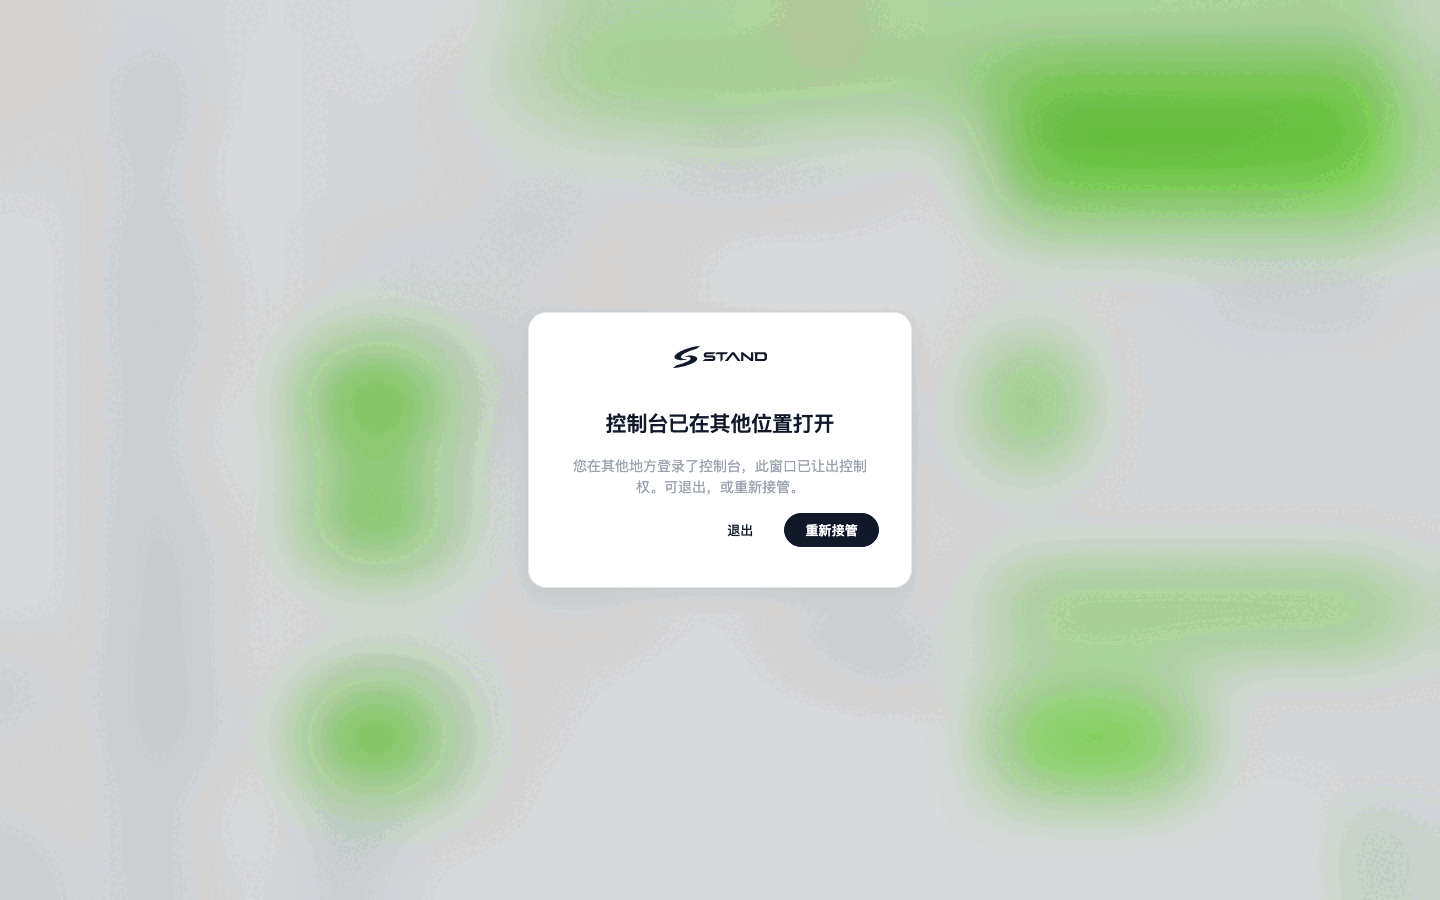 STAND
控制台已在其他位置打开
您在其他地方登录了控制台，此窗口已让出控制
权。可退出，或重新接管。
退出
重新接管